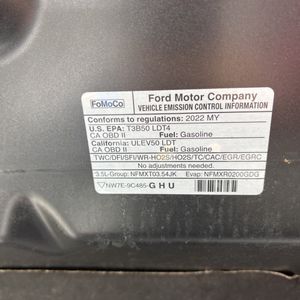 FoMoCo
Ford Motor Company
VEHICLE EMISSION CONTROL INFORMATION
Conforms to regulations: 2022 MY
U.S. EPA: T3B50 LDT4
CA OBD II Fuel: Gasoline
California: ULEV50 LDT
CA OBD II Fuel: Gasoline
TWC/DFI/SFI/WR-HO2S/HO2S/TC/CAC/EGR/EGRC
No adjustments needed.
3.5L-Group: NFMXT03.54JK Evap: NFMXR0200GDG
NW7E-9C485-GHU